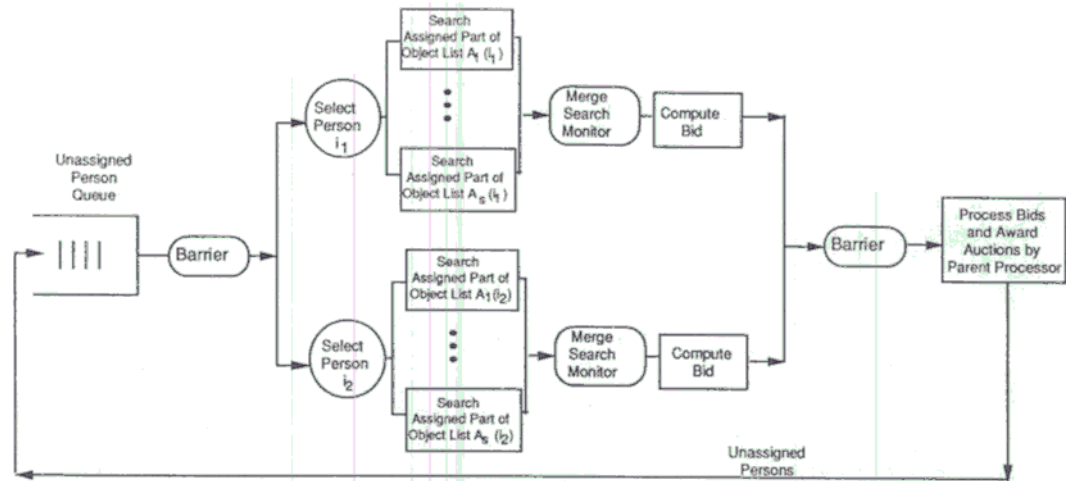 Search
Assigned Part of
Object List A1 (i1)
Select
Person
i1
Merge
Search
Monitor
Compute
Bid
Search
Assigned Part of
Object List As (i1)
Unassigned
Person
Queue
Barrier
Barrier
Process Bids
and Award
Auctions by
Parent Processor
Search
Assigned Part of
Object List A1(i2)
Select
Person
i2
Merge
Search
Monitor
Compute
Bid
Search
Assigned Part of
Object List As (i2)
Unassigned
Persons